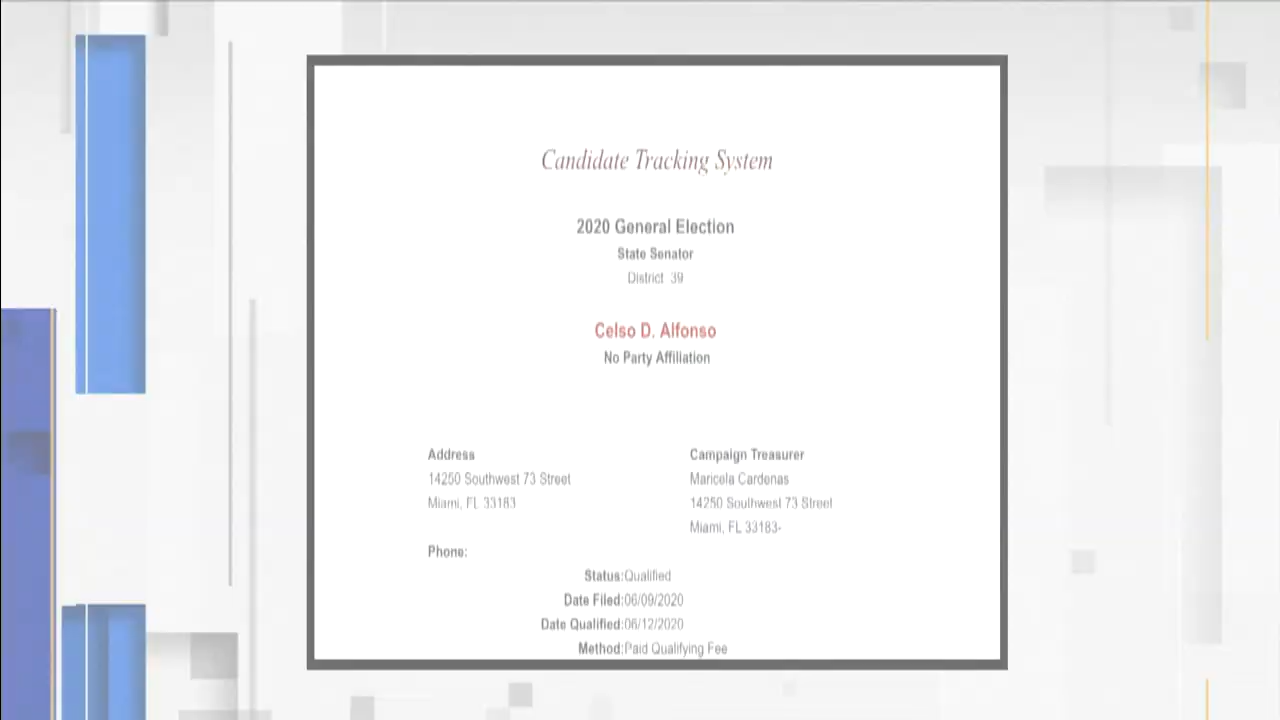 Candidate Tracking System
2020 General Election
State Senator
District 39
Celso D. Alfonso
No Party Affiliation
Address
14250 Southwest 73 Street
Miami, FL 33183
Phone:
Campaign Treasurer
Maricela Cardenas
14250 Southwest 73 Street
Miami, FL 33183-
Status:Qualified
Date Filed:06/09/2020
Date Qualified:06/12/2020
Method:Paid Qualifying Fee